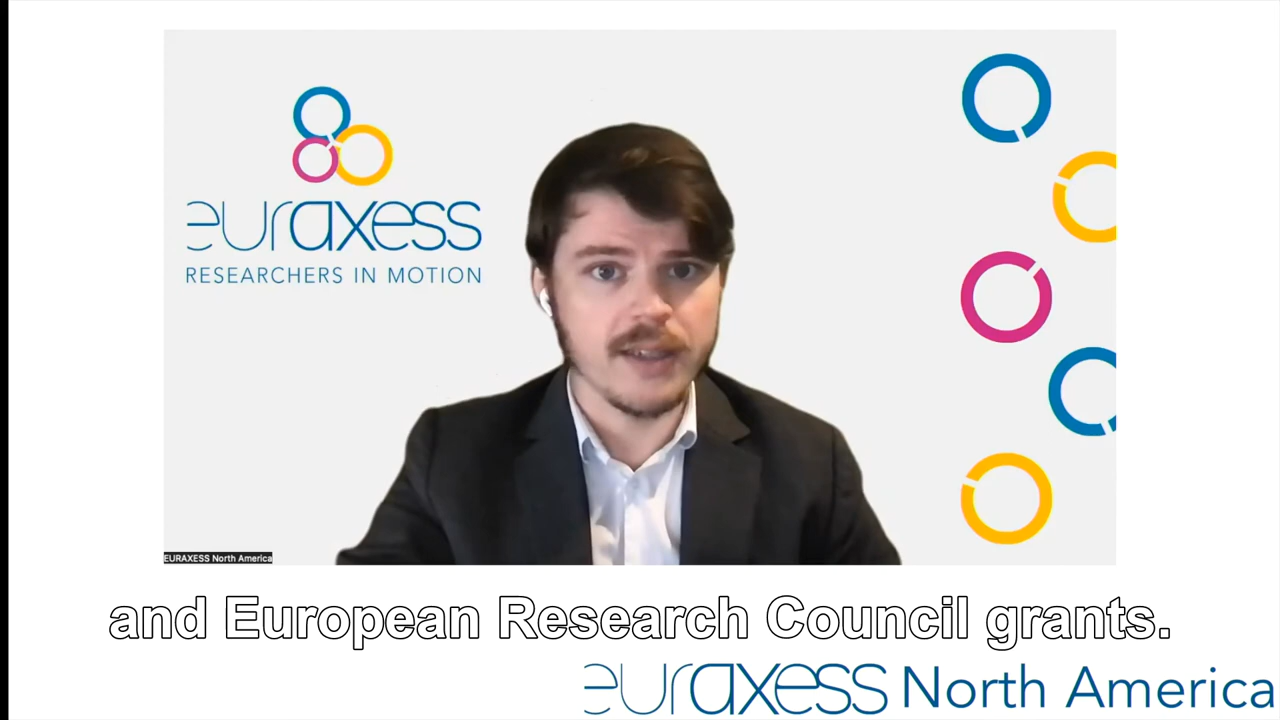 euraxess
RESEARCHERS IN MOTION
EURAXESS North America
and European Research Council grants.
euraxess North America